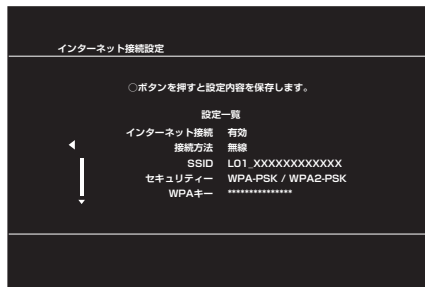 インターネット接続設定
○ボタンを押すと設定内容を保存します。
設定一覧
インターネット接続 有効
接続方法 無線
SSID L01_XXXXXXXXXXXX
セキュリティー WPA-PSK / WPA2-PSK
WPAキー ***************